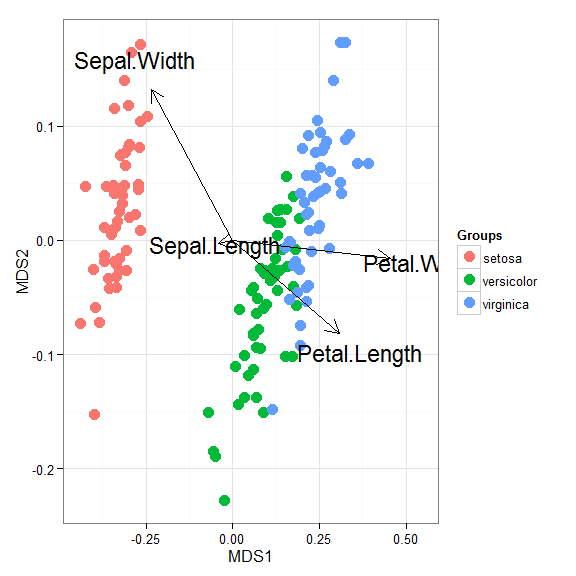 Sepal.Width
0.1
0.0
-0.1
-0.2
MDS2
Sepal.Length
Petal.W
Petal.Length
-0.25
0.00
0.25
0.50
MDS1
Groups
setosa
versicolor
virginica